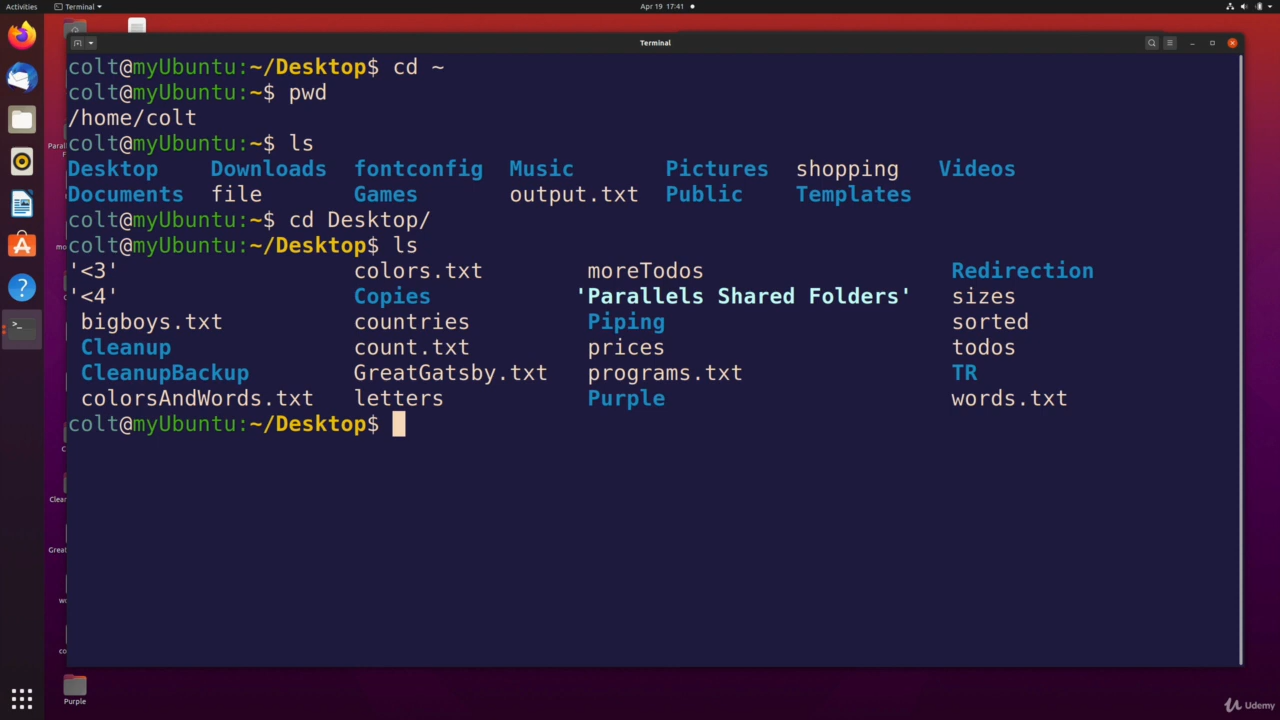 Activities Terminal Apr 19 17:41
Terminal
colt@myUbuntu:~/Desktop$ cd ~
colt@myUbuntu:~$ pwd
/home/colt
colt@myUbuntu:~$ ls
Desktop Downloads fontconfig Music Pictures shopping Videos
Documents file Games output.txt Public Templates
colt@myUbuntu:~$ cd Desktop/
colt@myUbuntu:~/Desktop$ ls
'<3' colors.txt moreTodos Redirection
'<4' Copies 'Parallels Shared Folders' sizes
bigboys.txt countries Piping sorted
Cleanup count.txt prices todos
CleanupBackup GreatGatsby.txt programs.txt TR
colorsAndWords.txt letters Purple words.txt
colt@myUbuntu:~/Desktop$
Purple
Udemy